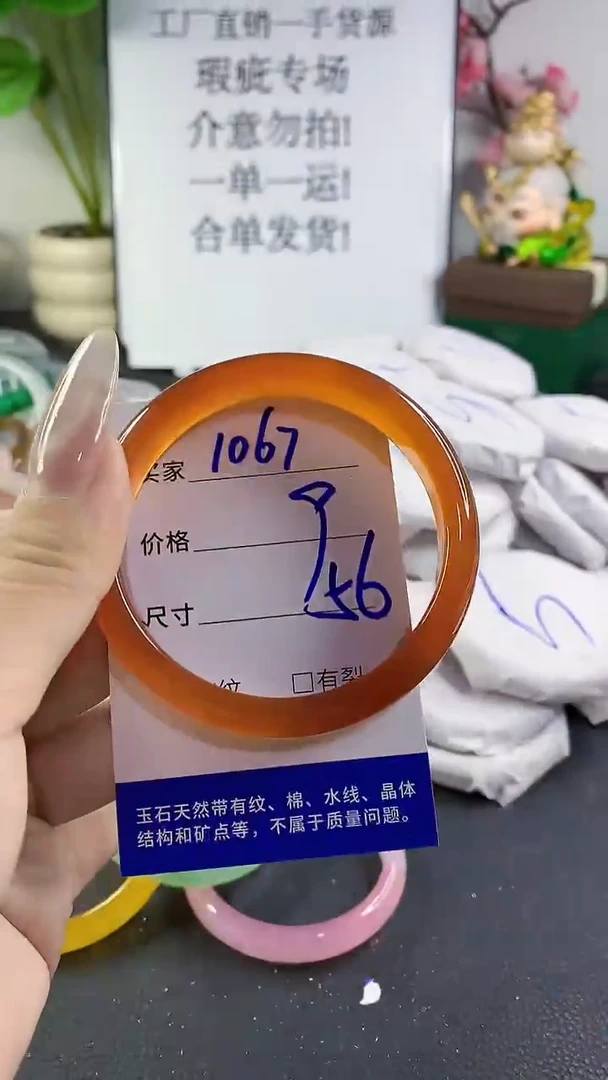 工厂直销一手货源
瑕疵专场
介意勿拍!
一单一运!
合单发货!
买家 1067
价格
尺寸 56
纹 □有裂
玉石天然带有纹、棉、水线、晶体
结构和矿点等，不属于质量问题。